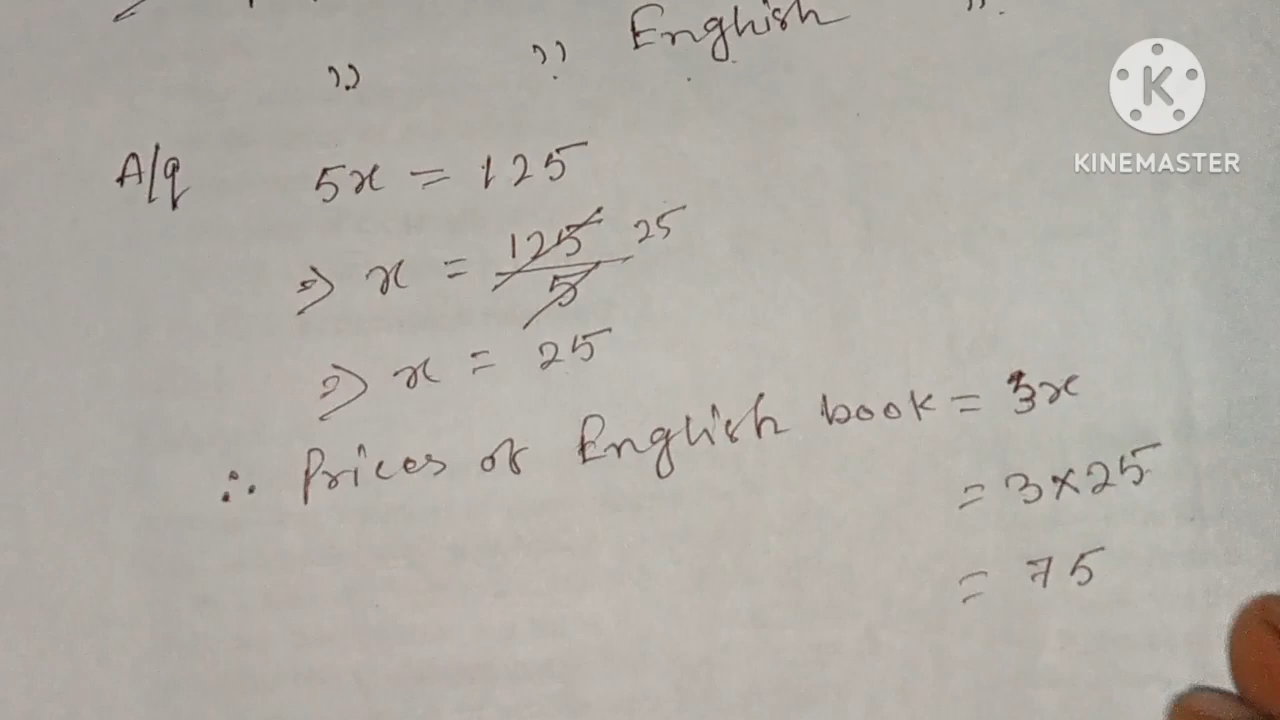 " " English ".
A/q 5x = 125
⇒ x = 125/5 25
⇒ x = 25
∴ Prices of English book = 3x
= 3×25
= 75
K
KINEMASTER